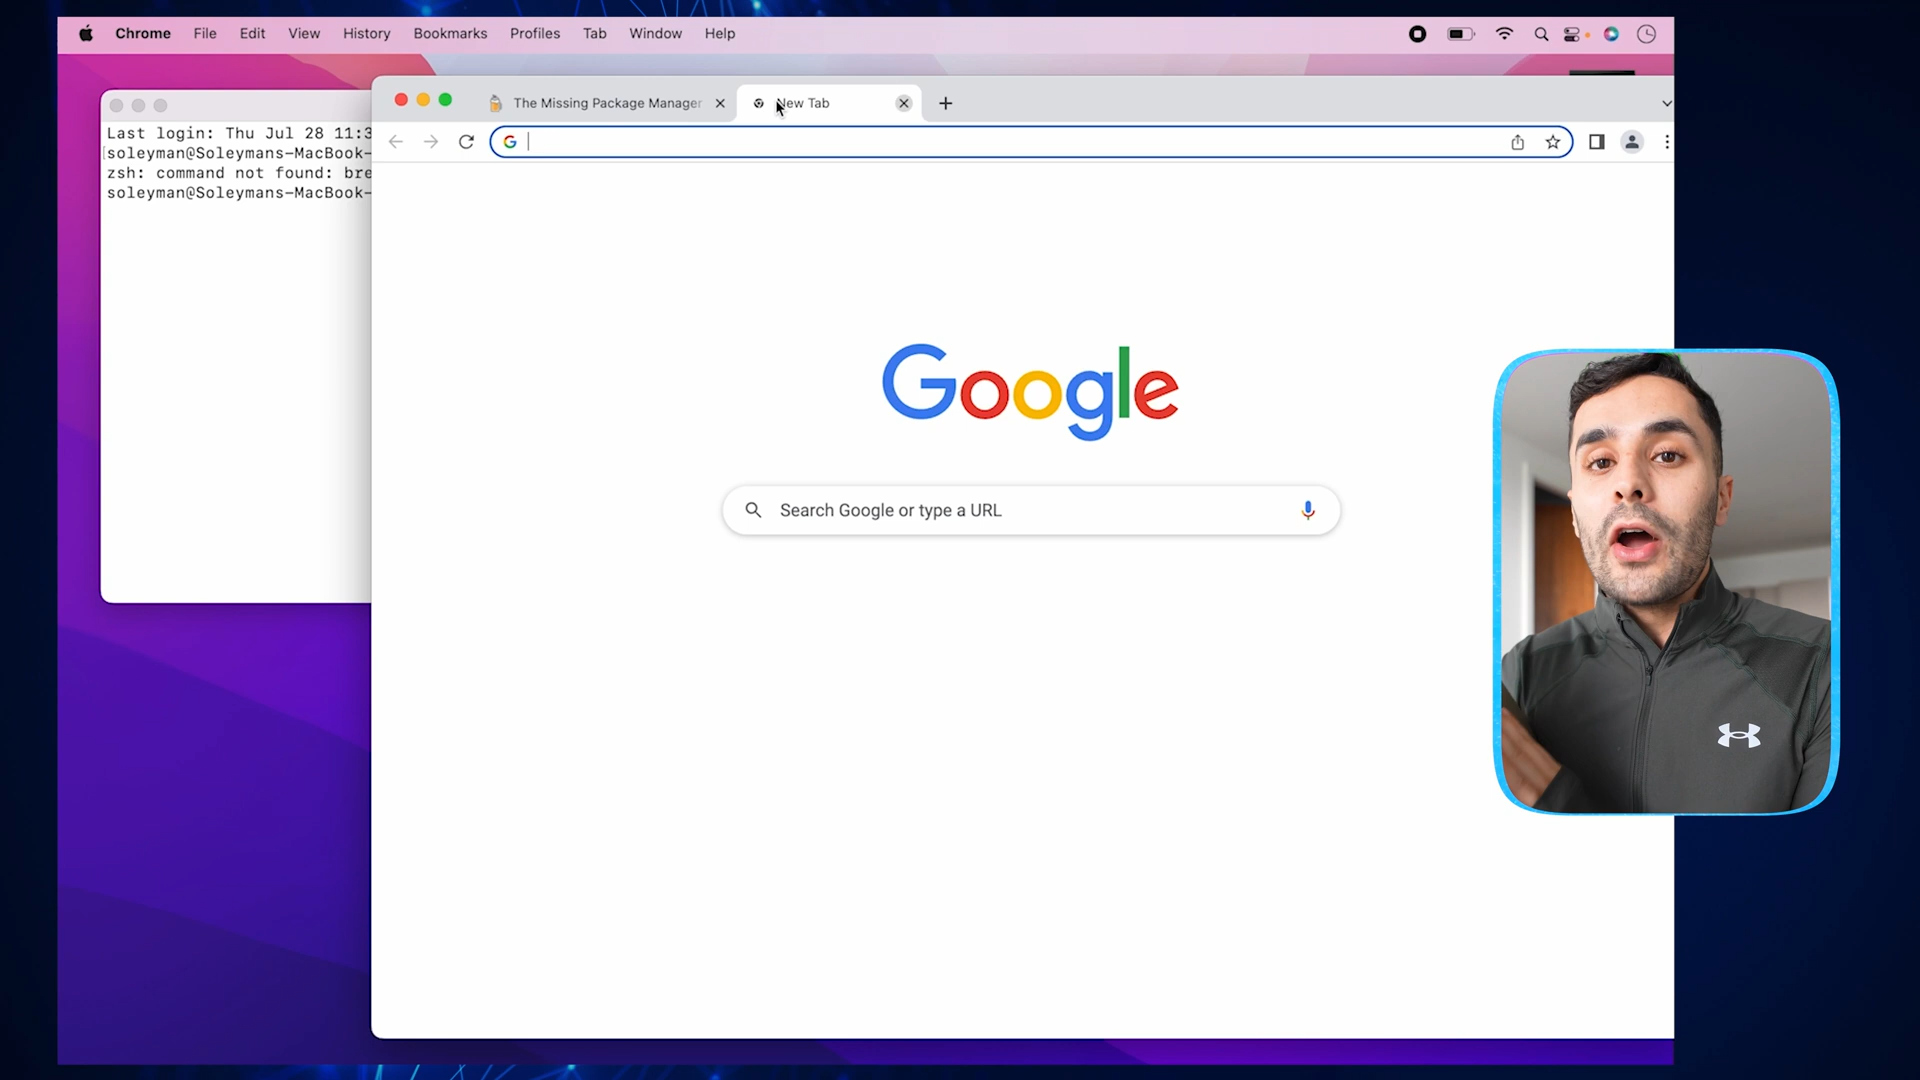 Chrome File Edit View History Bookmarks Profiles Tab Window Help
The Missing Package Manager
New Tab
Last login: Thu Jul 28 11:3
soleyman@Soleymans-MacBook-
zsh: command not found: bre
soleyman@Soleymans-MacBook-
Google
Search Google or type a URL